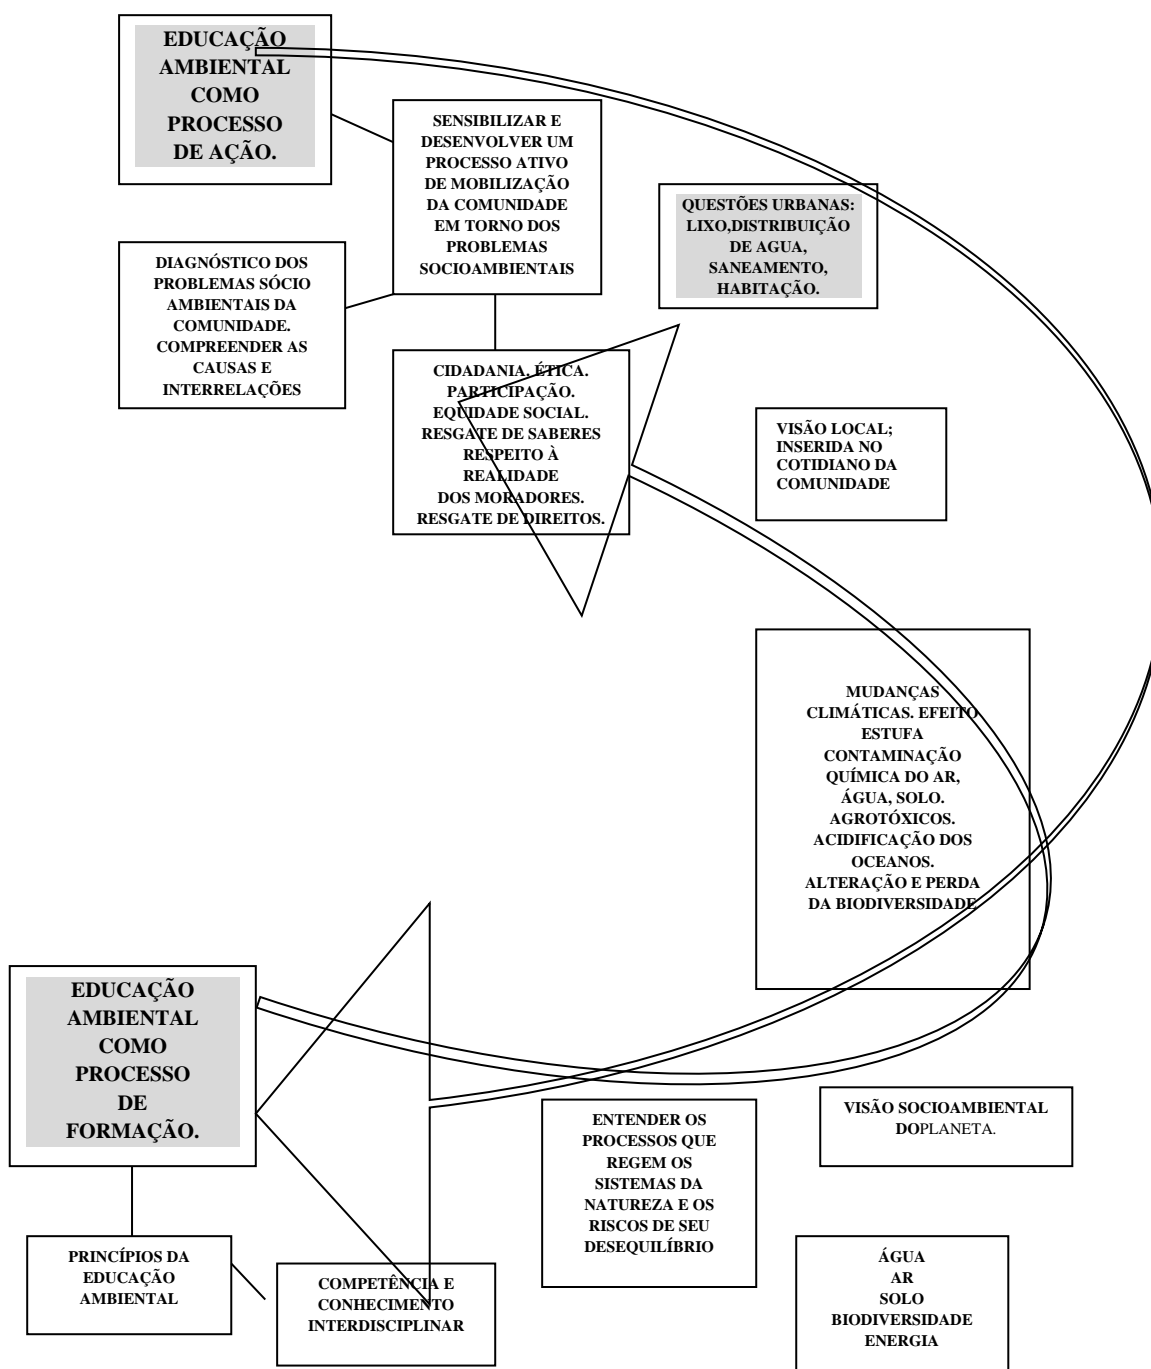 EDUCAÇÃO
AMBIENTAL
COMO
PROCESSO
DE AÇÃO.
SENSIBILIZAR E
DESENVOLVER UM
PROCESSO ATIVO
DE MOBILIZAÇÃO
DA COMUNIDADE
EM TORNO DOS
PROBLEMAS
SOCIOAMBIENTAIS
QUESTÕES URBANAS:
LIXO,DISTRIBUIÇÃO
DE AGUA,
SANEAMENTO,
HABITAÇÃO.
DIAGNÓSTICO DOS
PROBLEMAS SÓCIO
AMBIENTAIS DA
COMUNIDADE.
COMPREENDER AS
CAUSAS E
INTERRELAÇÕES
CIDADANIA. ÉTICA.
PARTICIPAÇÃO.
EQUIDADE SOCIAL.
RESGATE DE SABERES
RESPEITO À
REALIDADE
DOS MORADORES.
RESGATE DE DIREITOS.
VISÃO LOCAL;
INSERIDA NO
COTIDIANO DA
COMUNIDADE
MUDANÇAS
CLIMÁTICAS. EFEITO
ESTUFA
CONTAMINAÇÃO
QUÍMICA DO AR,
ÁGUA, SOLO.
AGROTÓXICOS.
ACIDIFICAÇÃO DOS
OCEANOS.
ALTERAÇÃO E PERDA
DA BIODIVERSIDADE
EDUCAÇÃO
AMBIENTAL
COMO
PROCESSO
DE
FORMAÇÃO.
ENTENDER OS
PROCESSOS QUE
REGEM OS
SISTEMAS DA
NATUREZA E OS
RISCOS DE SEU
DESEQUILÍBRIO
VISÃO SOCIOAMBIENTAL
DOPLANETA.
PRINCÍPIOS DA
EDUCAÇÃO
AMBIENTAL
COMPETÊNCIA E
CONHECIMENTO
INTERDISCIPLINAR
ÁGUA
AR
SOLO
BIODIVERSIDADE
ENERGIA